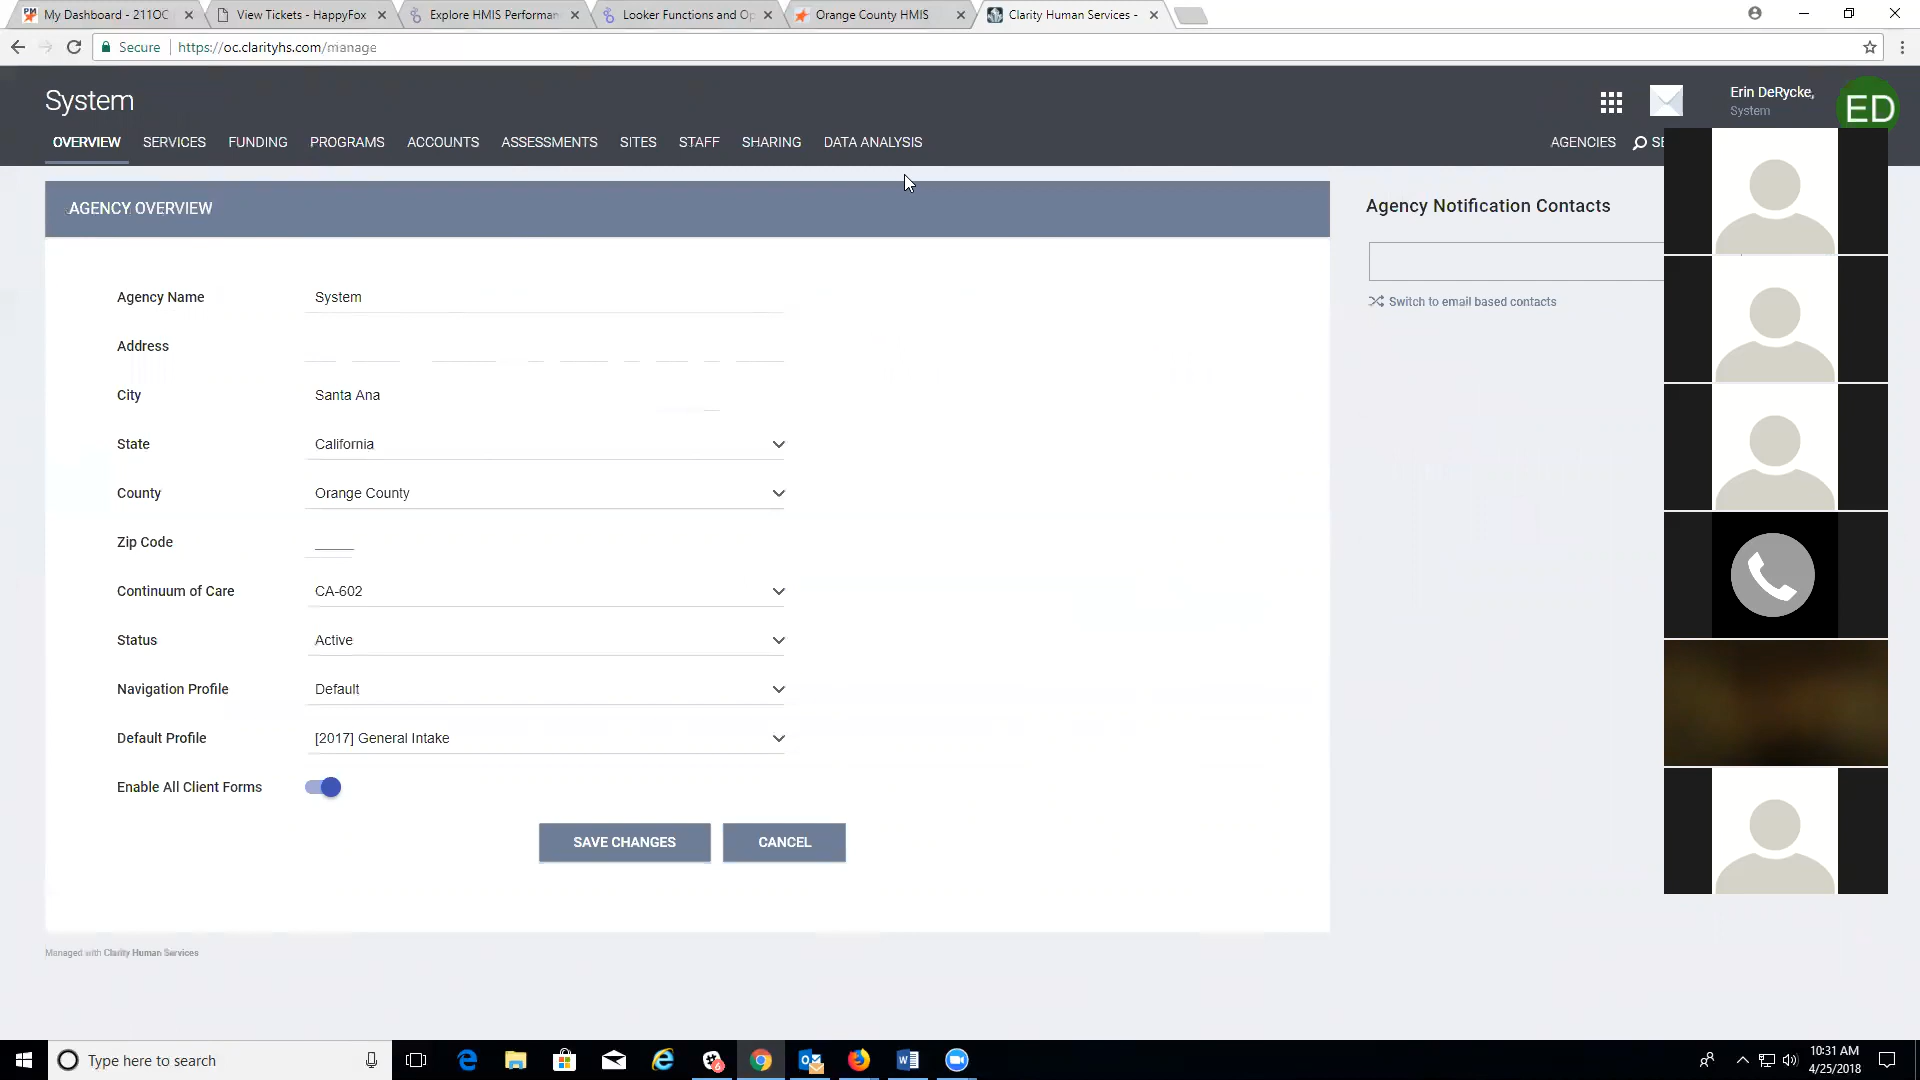 My Dashboard - 211OC
View Tickets - HappyFox
Explore HMIS Performan
Looker Functions and Op
Orange County HMIS
Clarity Human Services -
Secure
https://oc.clarityhs.com/manage
System
Erin DeRycke,
System
ED
OVERVIEW
SERVICES
FUNDING
PROGRAMS
ACCOUNTS
ASSESSMENTS
SITES
STAFF
SHARING
DATA ANALYSIS
AGENCIES
SE
AGENCY OVERVIEW
Agency Notification Contacts
Switch to email based contacts
Agency Name System
Address
City Santa Ana
State California
County Orange County
Zip Code _____
Continuum of Care CA-602
Status Active
Navigation Profile Default
Default Profile [2017] General Intake
Enable All Client Forms
SAVE CHANGES
CANCEL
Managed with Clarity Human Services
Type here to search
10:31 AM
4/25/2018